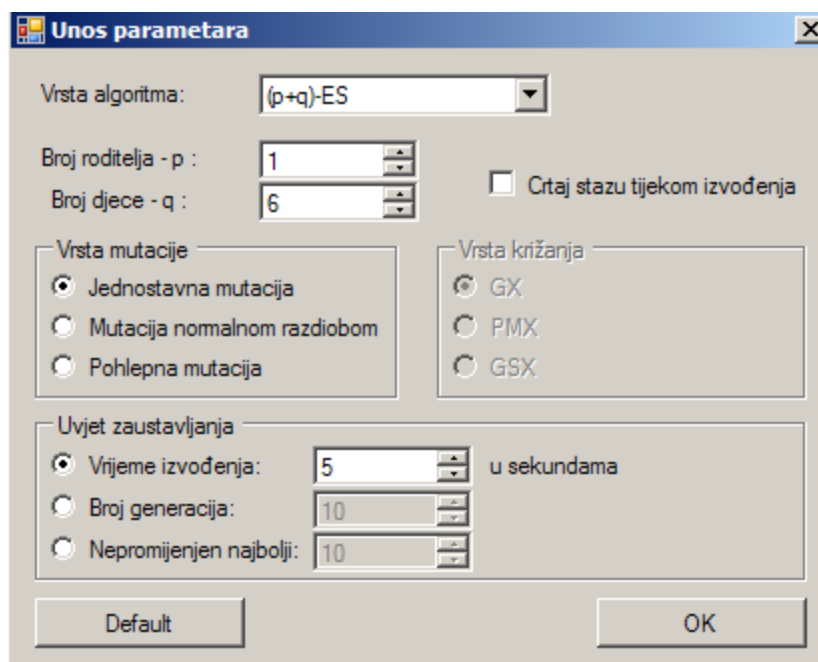 Unos parametara
Vrsta algoritma: (p+q)-ES
Broj roditelja - p : 1
Broj djece - q : 6
Crtaj stazu tijekom izvođenja
Vrsta mutacije
Jednostavna mutacija
Mutacija normalnom razdiobom
Pohlepna mutacija
Vrsta križanja
GX
PMX
GSX
Uvjet zaustavljanja
Vrijeme izvođenja: 5 u sekundama
Broj generacija: 10
Nepromijenjen najbolji: 10
Default
OK